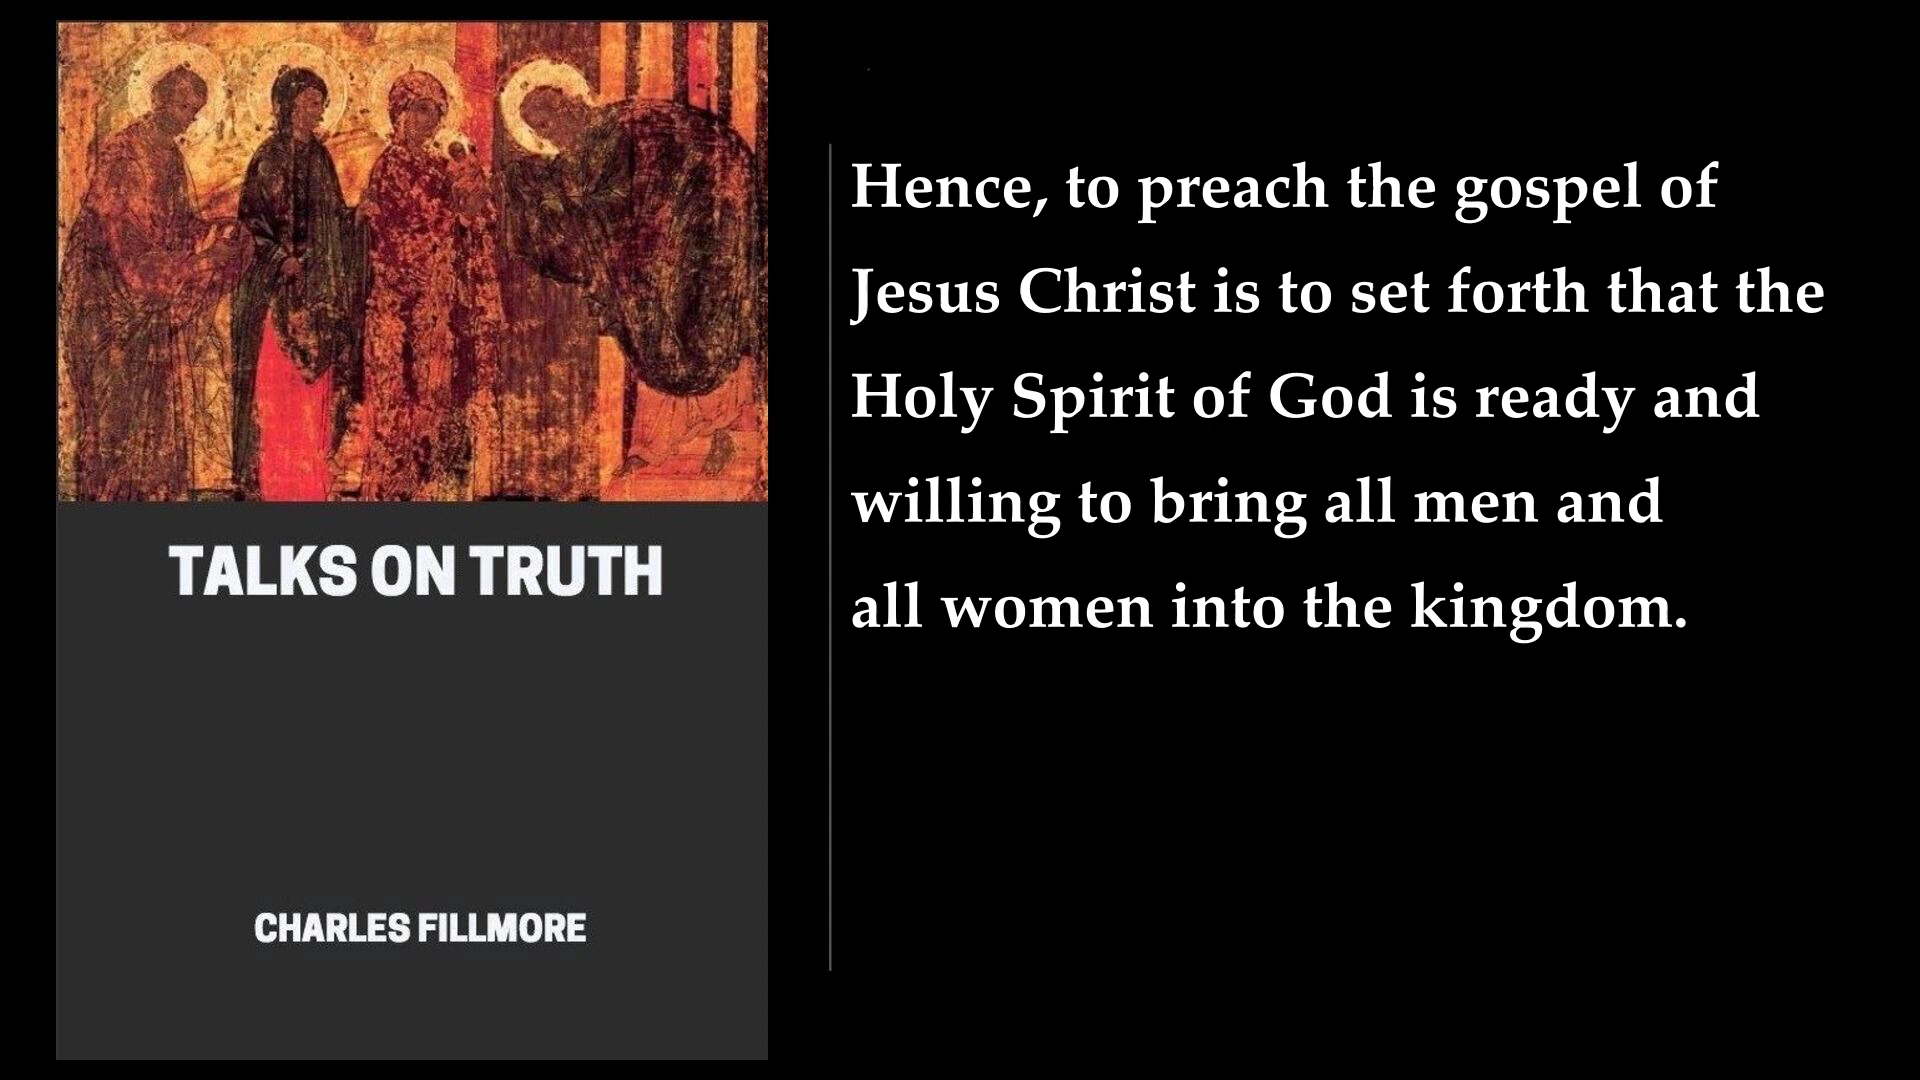 TALKS ON TRUTH
CHARLES FILLMORE
Hence, to preach the gospel of
Jesus Christ is to set forth that the
Holy Spirit of God is ready and
willing to bring all men and
all women into the kingdom.